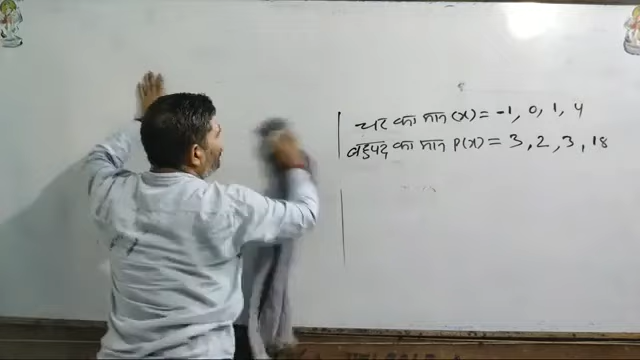 चर का मान (x) = -1, 0, 1, 4
बहुपद का मान P(x) = 3, 2, 3, 18